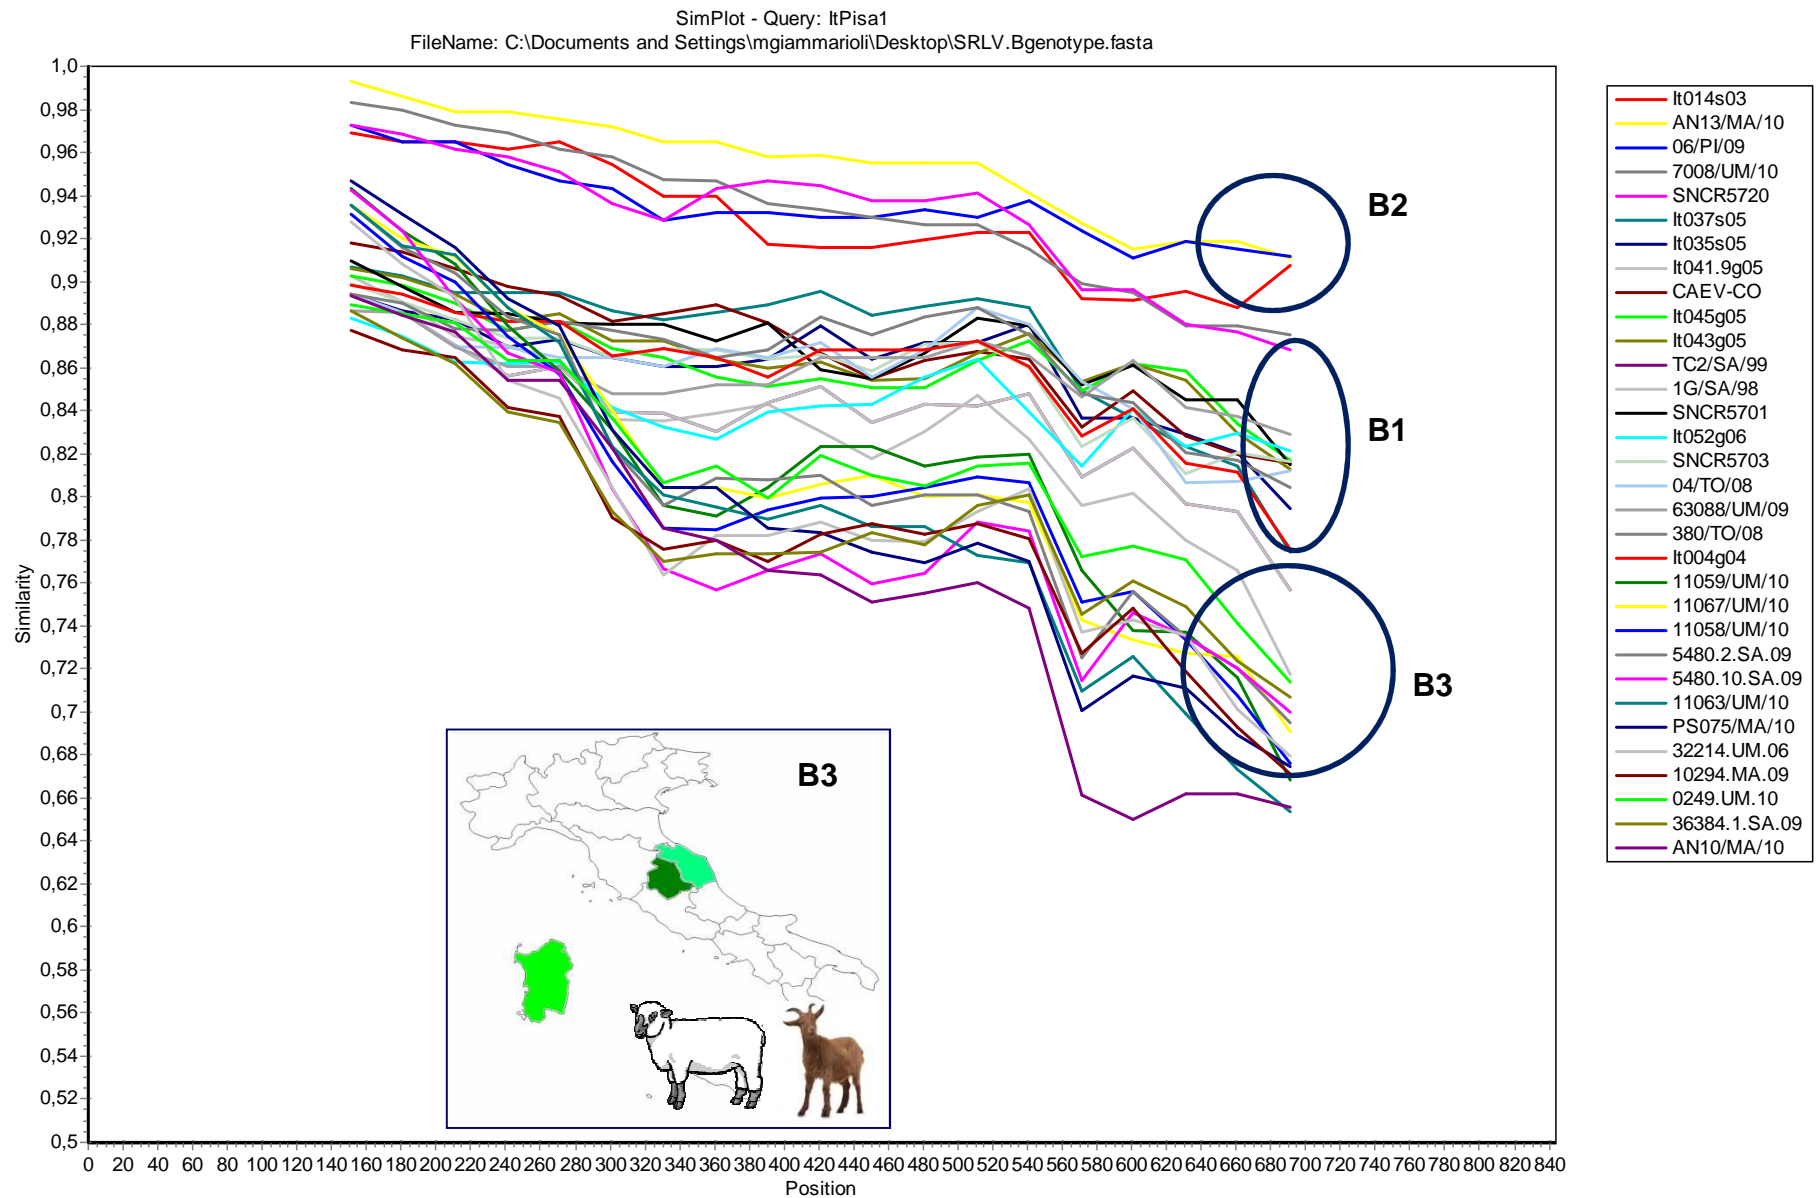 SimPlot - Query: ItPisa1
FileName: C:\Documents and Settings\mgiammarioli\Desktop\SRLV.Bgenotype.fasta
1,0
0,98
0,96
0,94
0,92
0,9
0,88
0,86
0,84
0,82
0,8
0,78
0,76
0,74
0,72
0,7
0,68
0,66
0,64
0,62
0,6
0,58
0,56
0,54
0,52
0,5
Similarity
B2
B1
B3
B3
0 20 40 60 80 100 120 140 160 180 200 220 240 260 280 300 320 340 360 380 400 420 440 460 480 500 520 540 560 580 600 620 640 660 680 700 720 740 760 780 800 820 840
Position
It014s03
AN13/MA/10
06/PI/09
7008/UM/10
SNCR5720
It037s05
It035s05
It041.9g05
CAEV-CO
It045g05
It043g05
TC2/SA/99
1G/SA/98
SNCR5701
It052g06
SNCR5703
04/TO/08
63088/UM/09
380/TO/08
It004g04
11059/UM/10
11067/UM/10
11058/UM/10
5480.2.SA.09
5480.10.SA.09
11063/UM/10
PS075/MA/10
32214.UM.06
10294.MA.09
0249.UM.10
36384.1.SA.09
AN10/MA/10